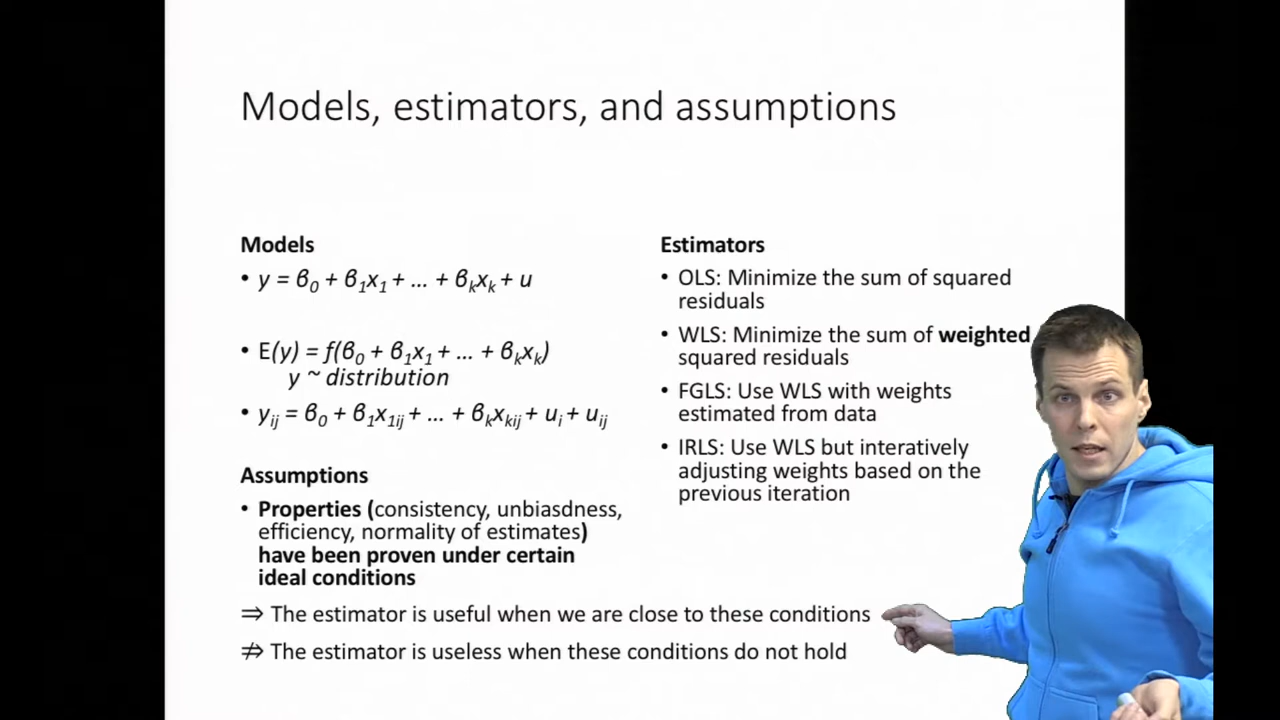 Models, estimators, and assumptions
Models
• y = β₀ + β₁x₁ + … + βₖxₖ + u
• E(y) = f(β₀ + β₁x₁ + … + βₖxₖ)
y ~ distribution
• yᵢⱼ = β₀ + β₁x₁ᵢⱼ + … + βₖxₖᵢⱼ + uᵢ + uᵢⱼ
Assumptions
• Properties (consistency, unbiasdness,
efficiency, normality of estimates)
have been proven under certain
ideal conditions
⇒ The estimator is useful when we are close to these conditions
⇏ The estimator is useless when these conditions do not hold
Estimators
• OLS: Minimize the sum of squared
residuals
• WLS: Minimize the sum of weighted
squared residuals
• FGLS: Use WLS with weights
estimated from data
• IRLS: Use WLS but interatively
adjusting weights based on the
previous iteration